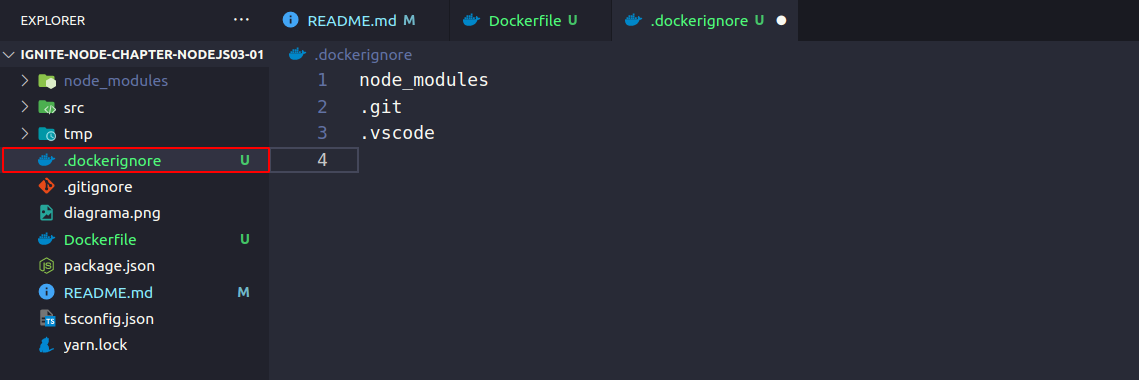 EXPLORER ...
README.md M
Dockerfile U
.dockerignore U
IGNITE-NODE-CHAPTER-NODEJS03-01
node_modules
src
tmp
.dockerignore U
.gitignore
diagrama.png
Dockerfile U
package.json
README.md M
tsconfig.json
yarn.lock
.dockerignore
1 node_modules
2 .git
3 .vscode
4